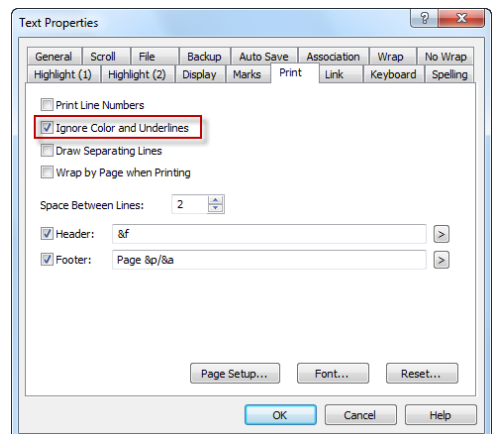 Text Properties
General Scroll File Backup Auto Save Association Wrap No Wrap
Highlight (1) Highlight (2) Display Marks Print Link Keyboard Spelling
Print Line Numbers
Ignore Color and Underlines
Draw Separating Lines
Wrap by Page when Printing
Space Between Lines: 2
Header: &f >
Footer: Page &p/&a >
Page Setup... Font... Reset...
OK Cancel Help